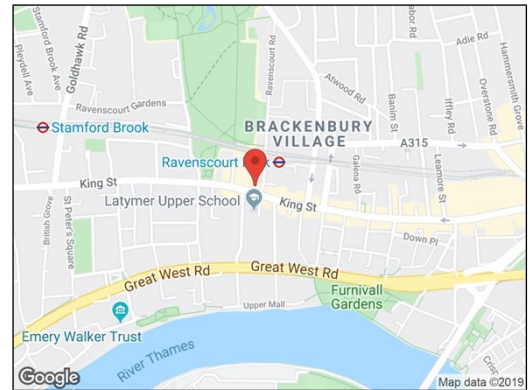 Stamford Brook Ave
Pleydell Ave
Goldhawk Rd
Ravenscourt Rd
Adie Rd
Hammersmith Grove
Atwood Rd
Banim St
Iffley Rd
Overstone Rd
Ravenscourt Gardens
Stamford Brook
BRACKENBURY
VILLAGE
A315
Ravenscourt
Galena Rd
Leamore St
King St
Latymer Upper School
King St
British Grove
St Peter's Square
Down Pl
Great West Rd
Great West Rd
Furnivall
Gardens
Upper Mall
Emery Walker Trust
River Thames
Google
Map data ©2019